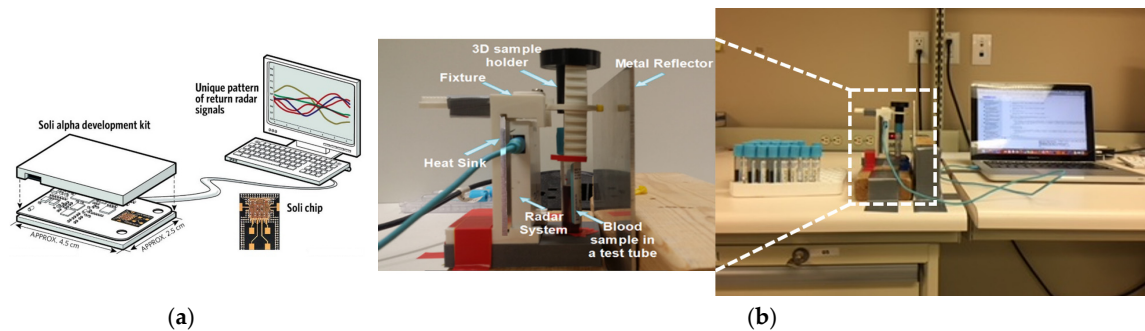 Unique pattern
of return radar
signals
Soli alpha development kit
Soli chip
APPROX. 4.5 cm
APPROX. 2.5 cm
(a)
3D sample
holder
Fixture
Metal Reflector
Heat Sink
Radar
System
Blood
sample in
a test tube
(b)